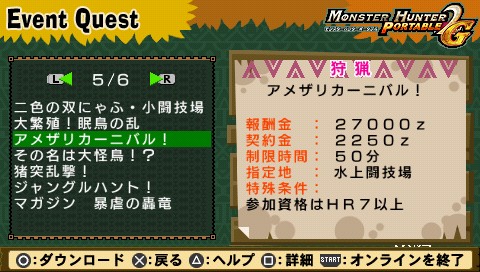 Event Quest
MONSTER HUNTER
PORTABLE 2nd G
L 5/6 R
二色の双にゃふ・小闘技場
大繁殖！眠鳥の乱
アメザリカーニバル！
その名は大怪鳥！？
猪突乱撃！
ジャングルハント！
マガジン　暴虐の轟竜
狩猟
アメザリカーニバル！
報酬金　：　２７０００ｚ
契約金　：　２２５０ｚ
制限時間：　５０分
指定地　：　水上闘技場
特殊条件：
参加資格はＨＲ７以上
○:ダウンロード ×:戻る △:ヘルプ □:詳細 START:オンラインを終了